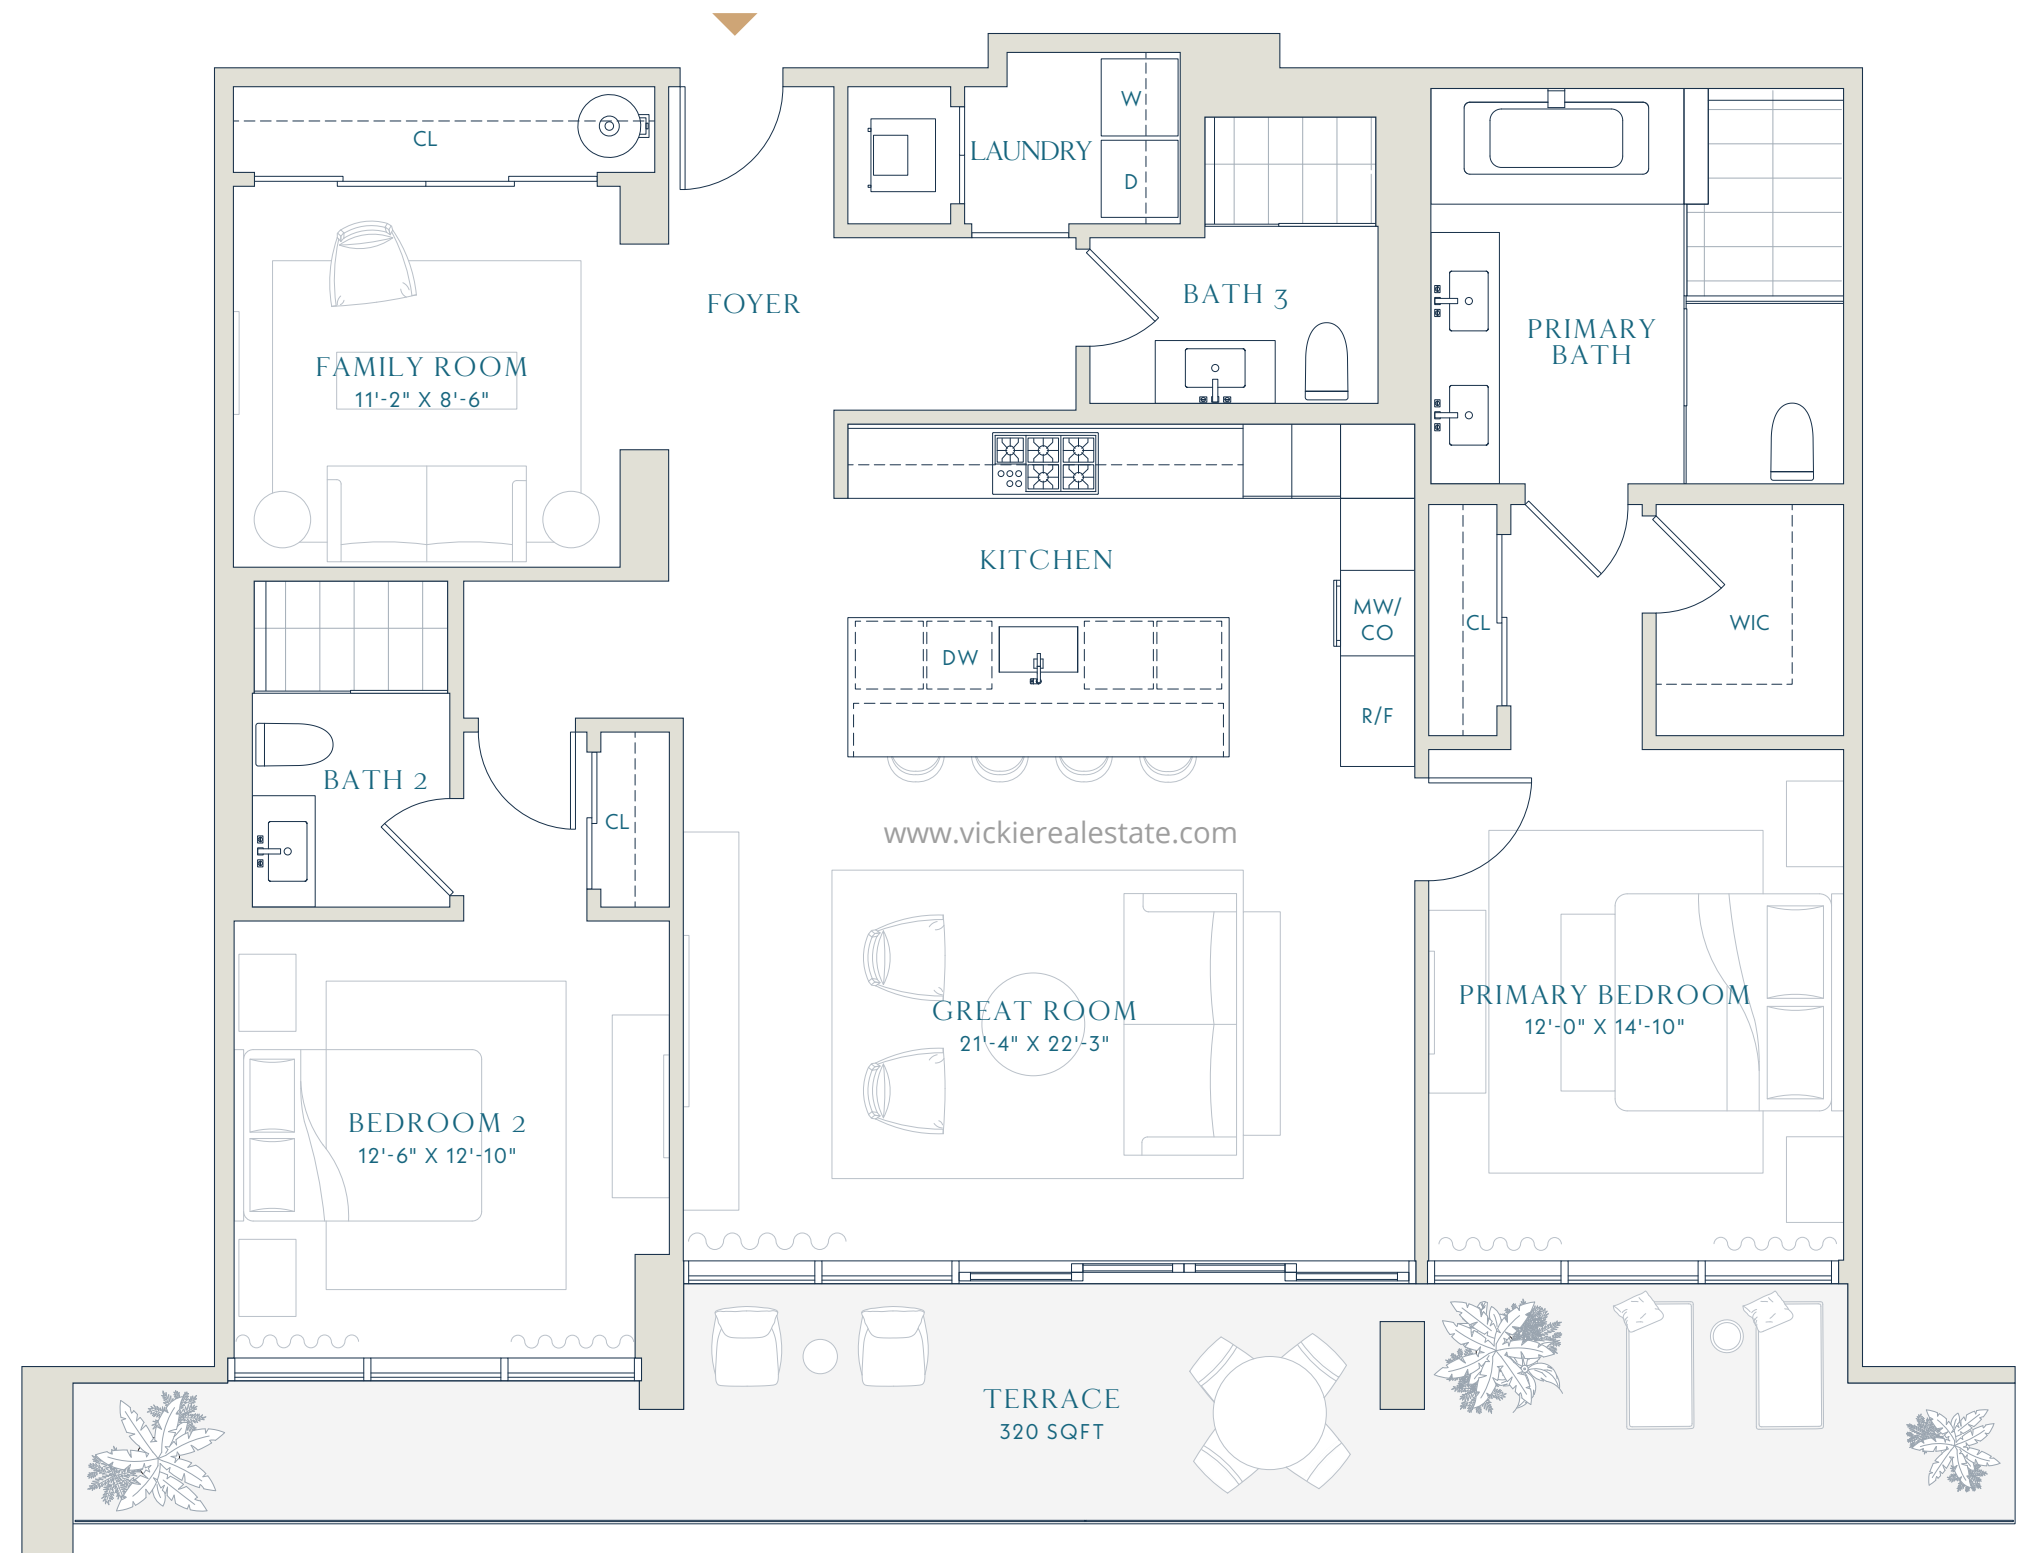 W
CL
LAUNDRY
D
BATH 3
FOYER
PRIMARY
BATH
FAMILY ROOM
11'-2" X 8'-6"
KITCHEN
MW/
CO
CL
WIC
DW
R/F
BATH 2
CL
www.vickierealestate.com
PRIMARY BEDROOM
12'-0" X 14'-10"
GREAT ROOM
21'-4" X 22'-3"
BEDROOM 2
12'-6" X 12'-10"
TERRACE
320 SQFT